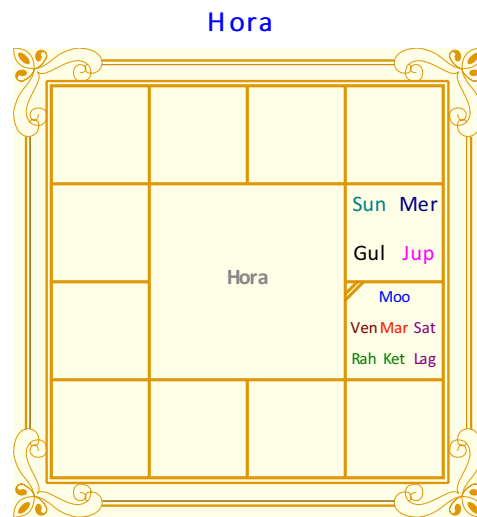 Hora
Sun Mer
Gul Jup
Hora
Moo
Ven Mar Sat
Rah Ket Lag